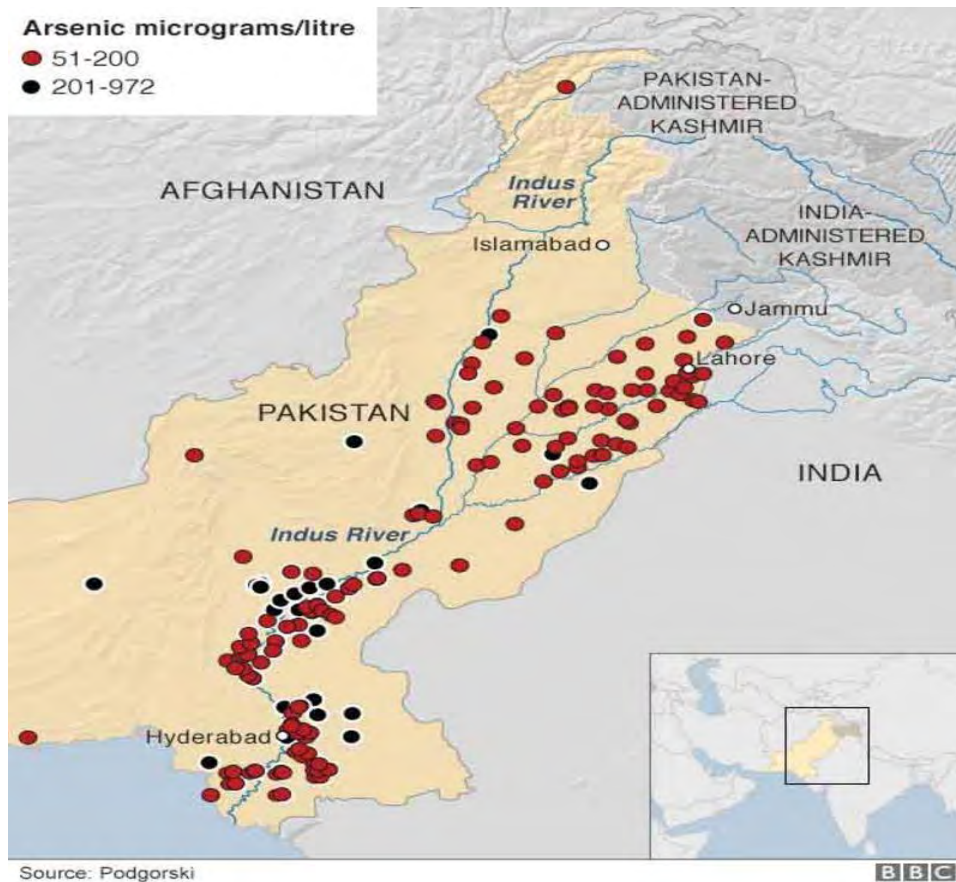 Arsenic micrograms/litre
51-200
201-972
PAKISTAN-
ADMINISTERED
KASHMIR
AFGHANISTAN
Indus
River
INDIA-
ADMINISTERED
KASHMIR
Islamabad
Jammu
Lahore
PAKISTAN
INDIA
Indus River
Hyderabad
Source: Podgorski
BBC